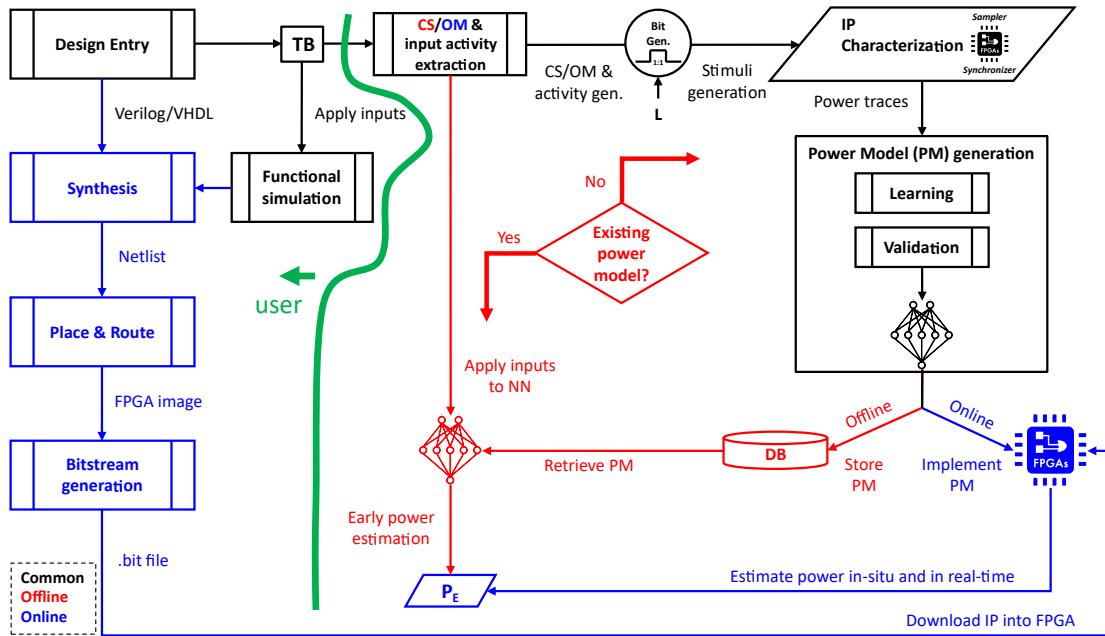 Design Entry
TB
CS/OM &
input activity
extraction
Bit
Gen.
1:1
L
CS/OM &
activity gen.
Stimuli
generation
IP
Characterization
Sampler
FPGAs
Synchronizer
Verilog/VHDL
Apply inputs
Power traces
Synthesis
Functional
simulation
Power Model (PM) generation
Learning
Validation
No
Yes
Existing
power
model?
Netlist
user
Place & Route
Apply inputs
to NN
FPGA image
Offline
Online
Bitstream
generation
Retrieve PM
DB
Store
PM
Implement
PM
FPGAs
Early power
estimation
.bit file
Common
Offline
Online
PE
Estimate power in-situ and in real-time
Download IP into FPGA